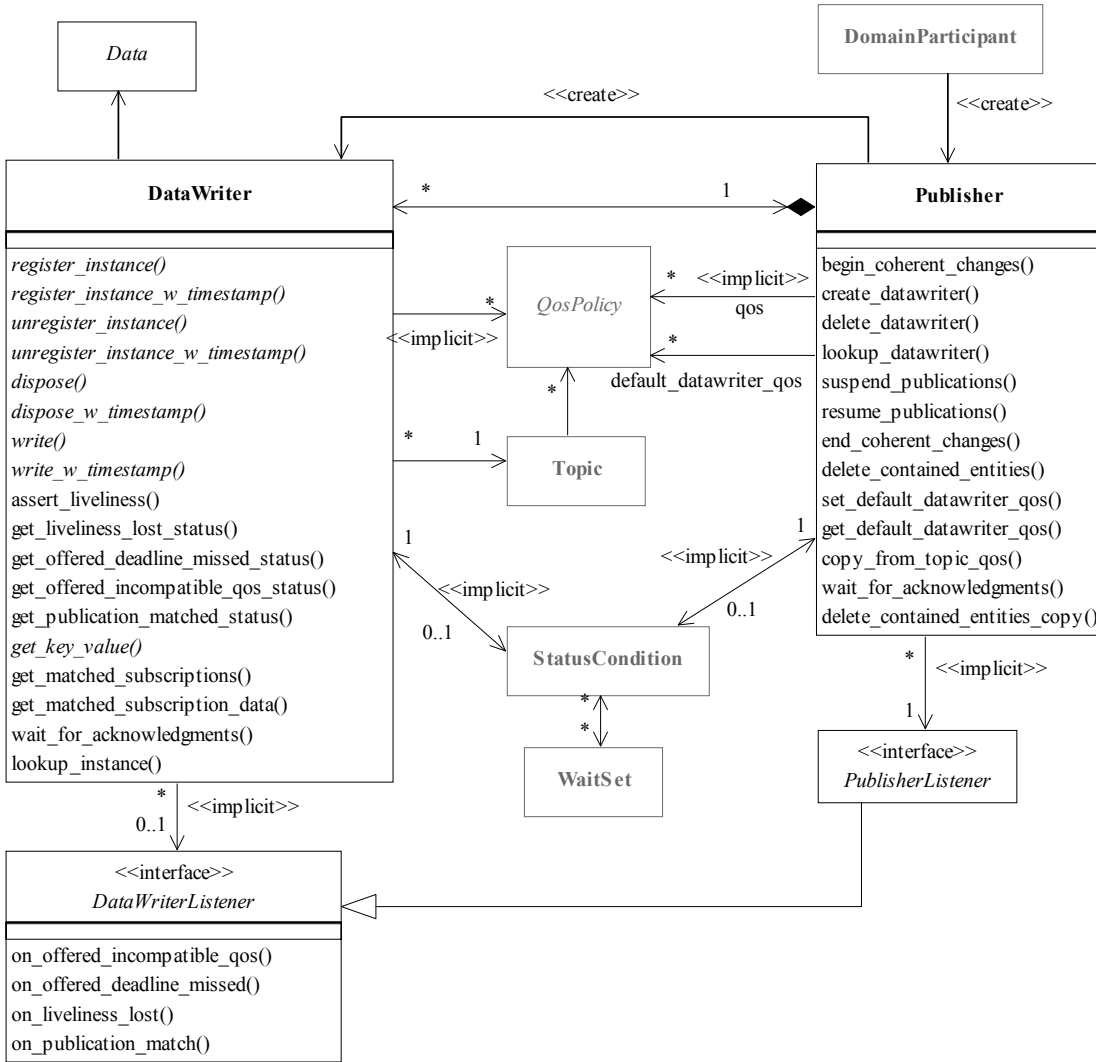 Data
DomainParticipant
<<create>>
<<create>>
DataWriter
*
1
Publisher
register_instance()
register_instance_w_timestamp()
unregister_instance()
unregister_instance_w_timestamp()
dispose()
dispose_w_timestamp()
write()
write_w_timestamp()
assert_liveliness()
get_liveliness_lost_status()
get_offered_deadline_missed_status()
get_offered_incompatible_qos_status()
get_publication_matched_status()
get_key_value()
get_matched_subscriptions()
get_matched_subscription_data()
wait_for_acknowledgments()
lookup_instance()
*
<<implicit>>
QosPolicy
*
<<implicit>>
qos
*
default_datawriter_qos
*
*
1
Topic
begin_coherent_changes()
create_datawriter()
delete_datawriter()
lookup_datawriter()
suspend_publications()
resume_publications()
end_coherent_changes()
delete_contained_entities()
set_default_datawriter_qos()
get_default_datawriter_qos()
copy_from_topic_qos()
wait_for_acknowledgments()
delete_contained_entities_copy()
1
<<implicit>>
0..1
1
<<implicit>>
0..1
StatusCondition
*
*
WaitSet
*
<<implicit>>
1
<<interface>>
PublisherListener
*
<<implicit>>
0..1
<<interface>>
DataWriterListener
on_offered_incompatible_qos()
on_offered_deadline_missed()
on_liveliness_lost()
on_publication_match()